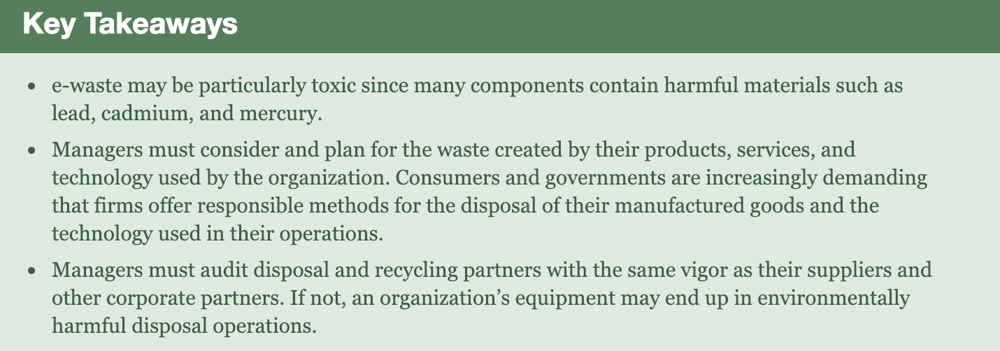 Key Takeaways
• e-waste may be particularly toxic since many components contain harmful materials such as
lead, cadmium, and mercury.
• Managers must consider and plan for the waste created by their products, services, and
technology used by the organization. Consumers and governments are increasingly demanding
that firms offer responsible methods for the disposal of their manufactured goods and the
technology used in their operations.
• Managers must audit disposal and recycling partners with the same vigor as their suppliers and
other corporate partners. If not, an organization’s equipment may end up in environmentally
harmful disposal operations.